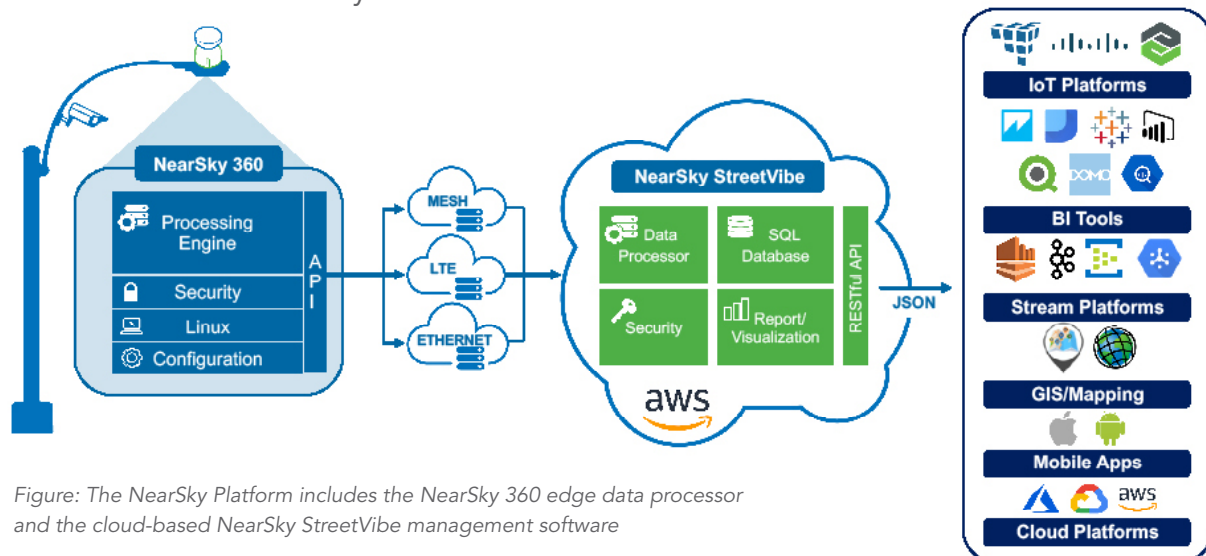 NearSky 360
Processing
Engine
Security
Linux
Configuration
API
MESH
LTE
ETHERNET
NearSky StreetVibe
Data
Processor
SQL
Database
Security
Report/
Visualization
RESTful API
aws
JSON
IoT Platforms
DOMO
BI Tools
Stream Platforms
GIS/Mapping
Mobile Apps
aws
Cloud Platforms
Figure: The NearSky Platform includes the NearSky 360 edge data processor
and the cloud-based NearSky StreetVibe management software